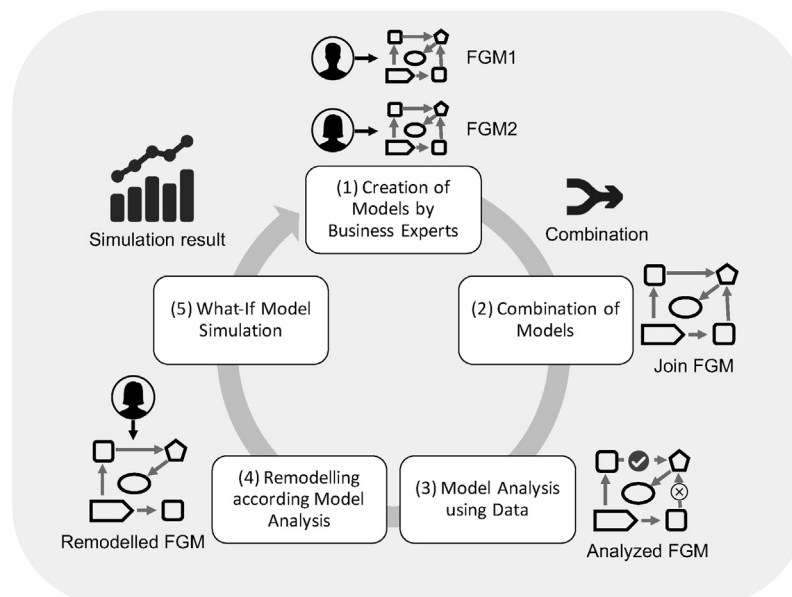 FGM1
FGM2
(1) Creation of
Models by
Business Experts
Simulation result
Combination
(5) What-If Model
Simulation
(2) Combination of
Models
Join FGM
(4) Remodelling
according Model
Analysis
(3) Model Analysis
using Data
Remodelled FGM
Analyzed FGM